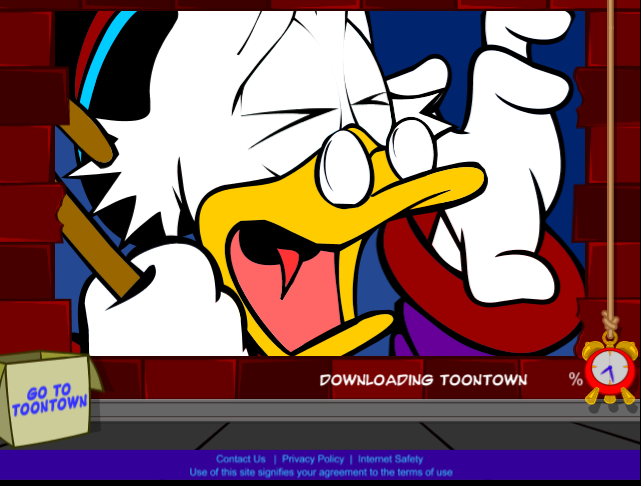 DOWNLOADING TOONTOWN %
GO TO
TOONTOWN
Contact Us | Privacy Policy | Internet Safety
Use of this site signifies your agreement to the terms of use